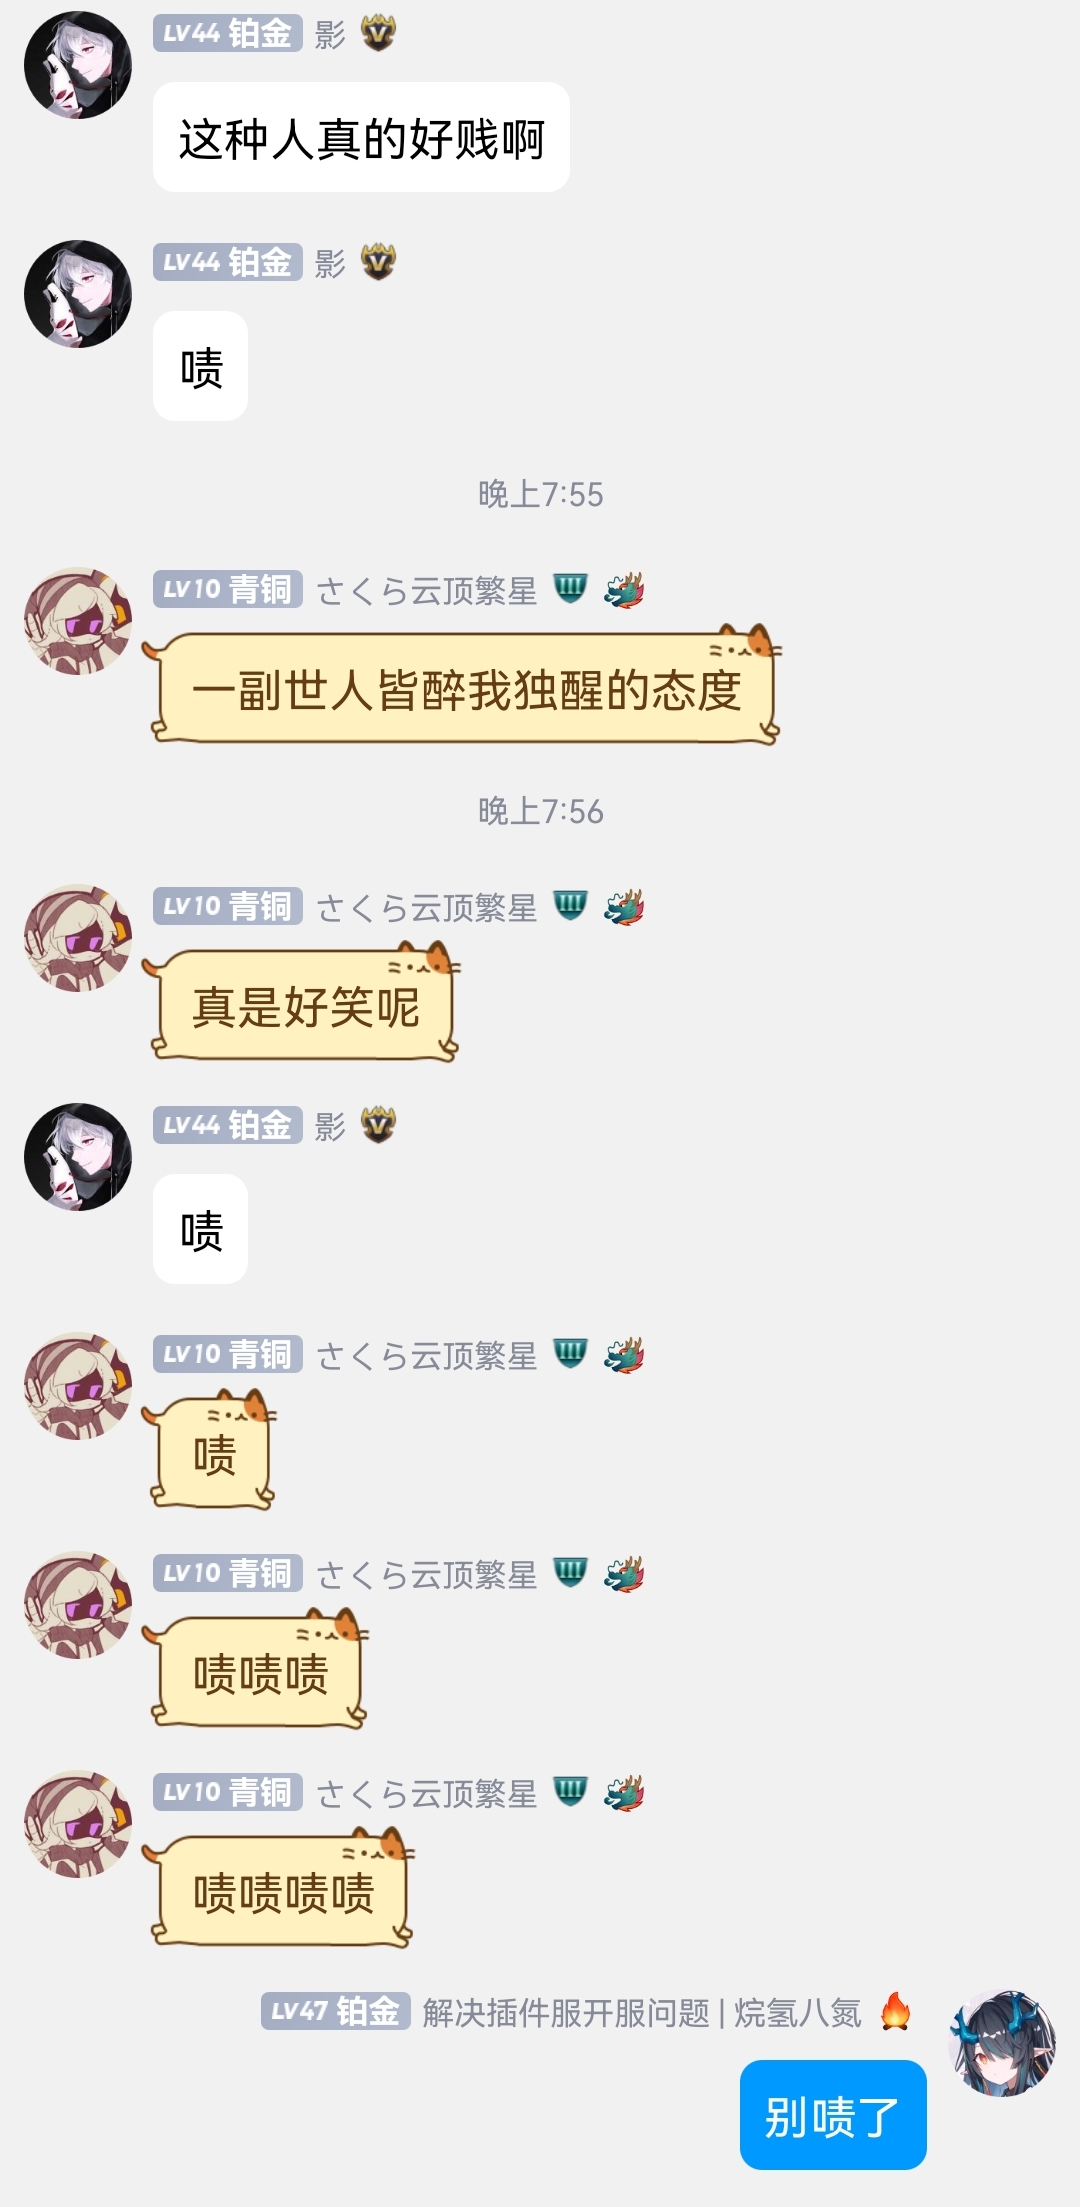 LV44 铂金 影
这种人真的好贱啊
LV44 铂金 影
啧
晚上7:55
LV10 青铜 さくら云顶繁星
一副世人皆醉我独醒的态度
晚上7:56
LV10 青铜 さくら云顶繁星
真是好笑呢
LV44 铂金 影
啧
LV10 青铜 さくら云顶繁星
啧
LV10 青铜 さくら云顶繁星
啧啧啧
LV10 青铜 さくら云顶繁星
啧啧啧啧
LV47 铂金 解决插件服开服问题 | 烷氢八氮
别啧了